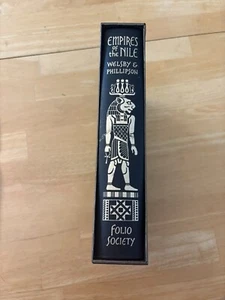 EMPIRES
OF the NILE
WELSBY &
PHILLIPSON
FOLIO
SOCIETY